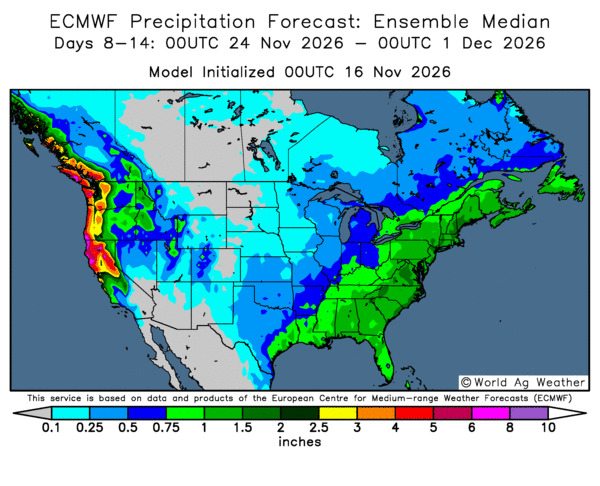 ECMWF Precipitation Forecast: Ensemble Median
Days 8-14: 00UTC 24 Nov 2026 - 00UTC 1 Dec 2026
Model Initialized 00UTC 16 Nov 2026
© World Ag Weather
This service is based on data and products of the European Centre for Medium-range Weather Forecasts (ECMWF)
0.1 0.25 0.5 0.75 1 1.5 2 2.5 3 4 5 6 8 10
inches